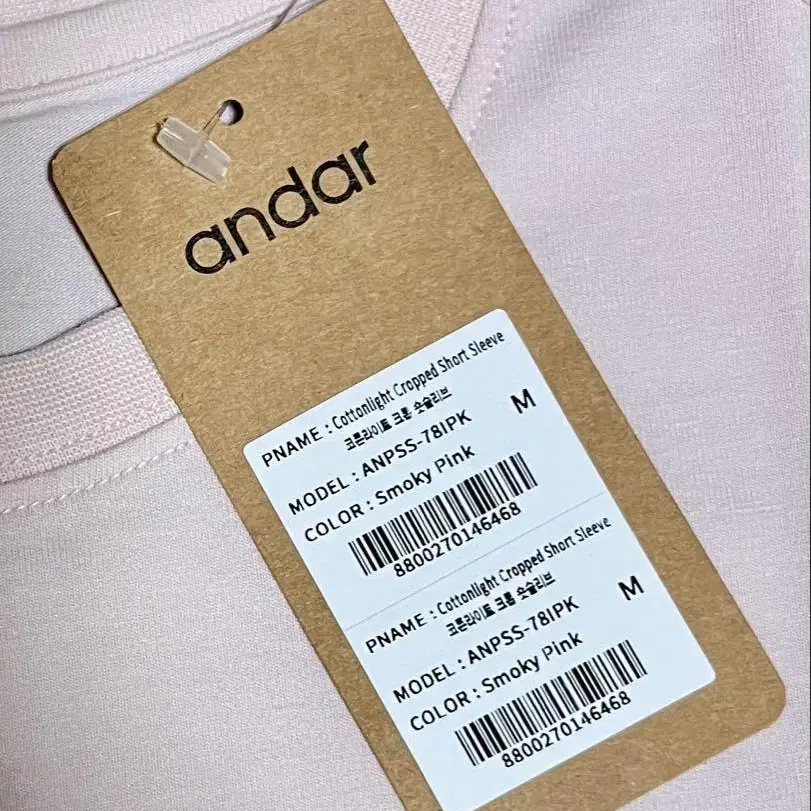 andar
PNAME : Cottonlight Cropped Short Sleeve
코튼라이트 크롭 숏슬리브
M
MODEL : ANPSS-78IPK
COLOR : Smoky Pink
8800270146468
PNAME : Cottonlight Cropped Short Sleeve
코튼라이트 크롭 숏슬리브
M
MODEL : ANPSS-78IPK
COLOR : Smoky Pink
8800270146468